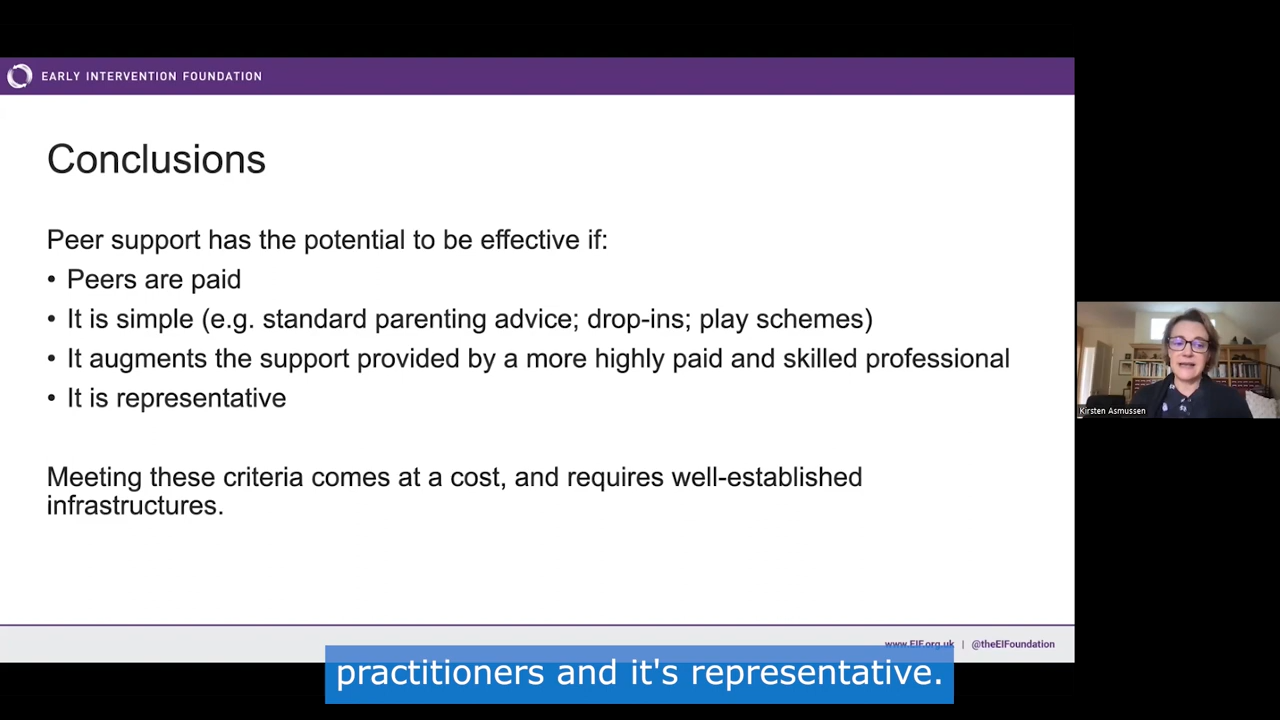 EARLY INTERVENTION FOUNDATION
Conclusions
Peer support has the potential to be effective if:
• Peers are paid
• It is simple (e.g. standard parenting advice; drop-ins; play schemes)
• It augments the support provided by a more highly paid and skilled professional
• It is representative
Meeting these criteria comes at a cost, and requires well-established
infrastructures.
Kirsten Asmussen
www.EIF.org.uk | @theEIFoundation
practitioners and it's representative.